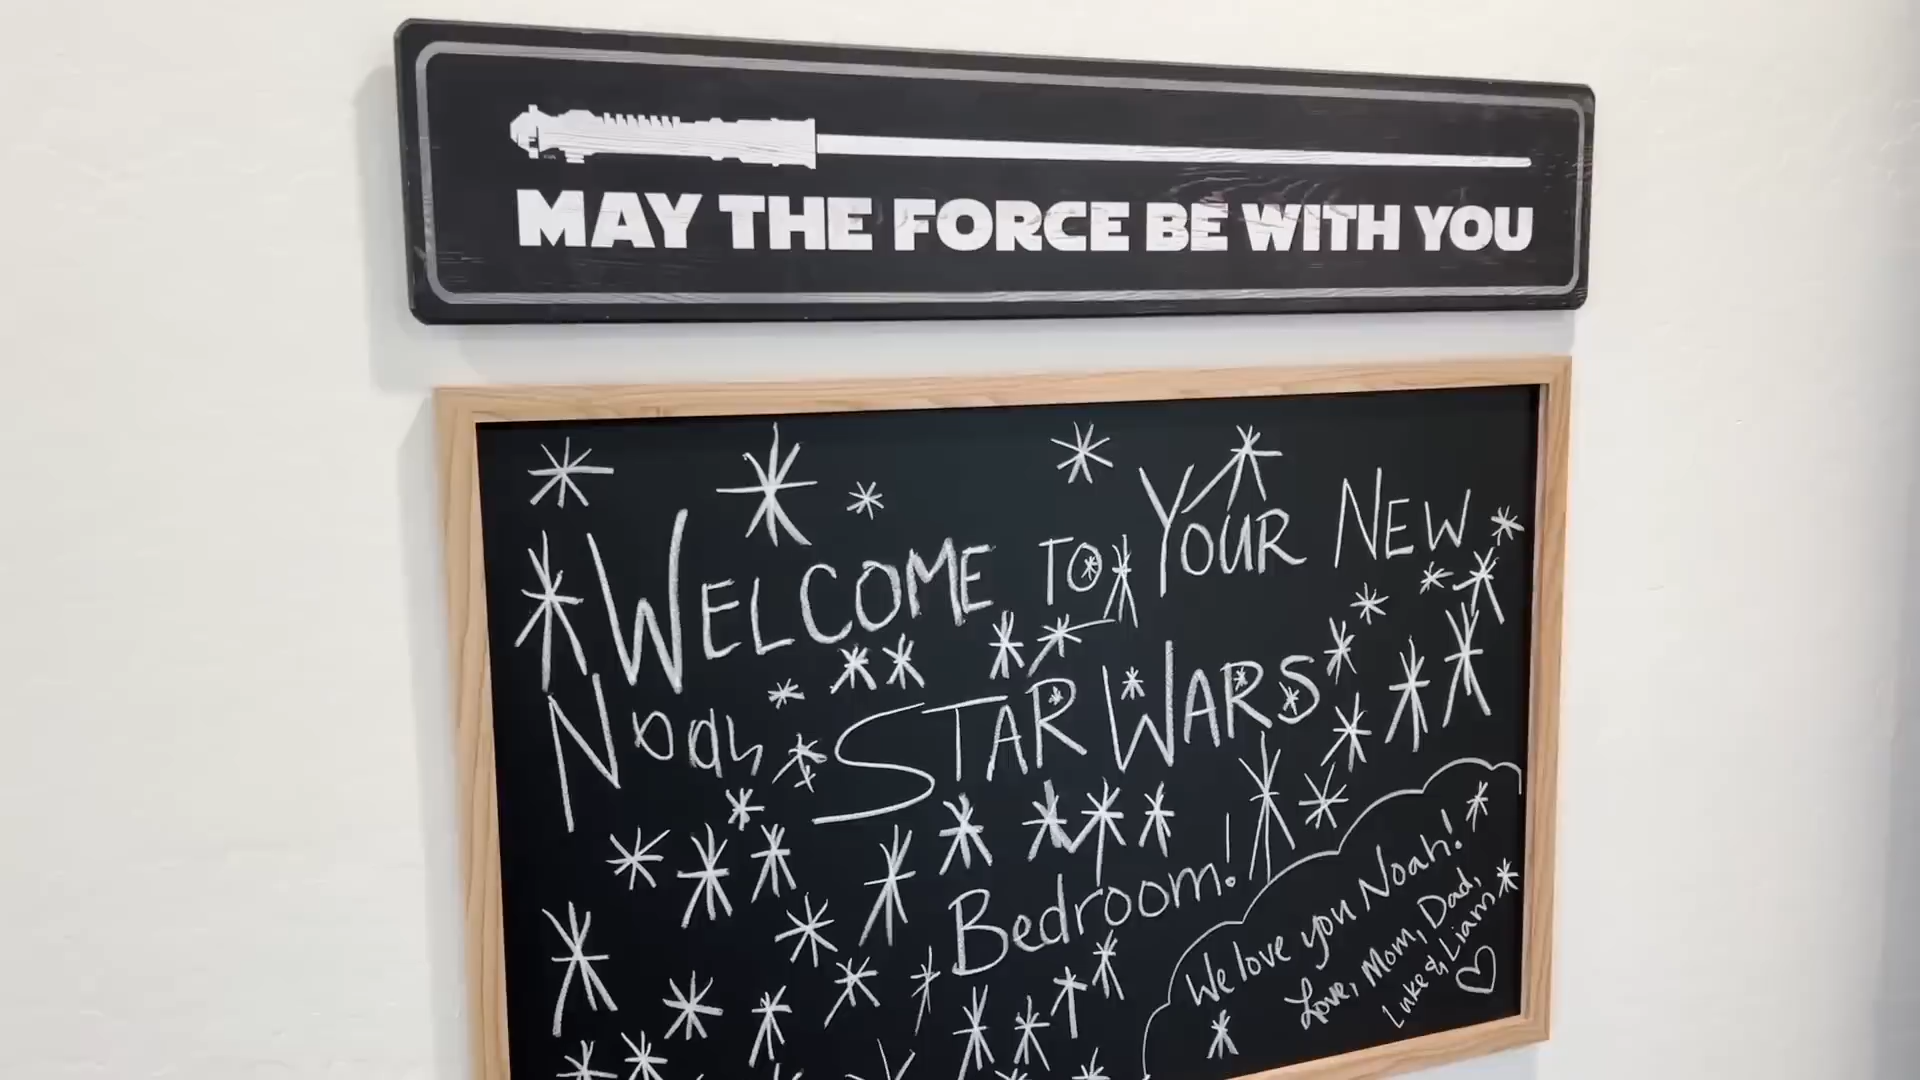 MAY THE FORCE BE WITH YOU
WELCOME TO YOUR NEW
Noah STAR WARS
Bedroom!
We love you Noah!
Love, Mom, Dad,
Luke & Liam